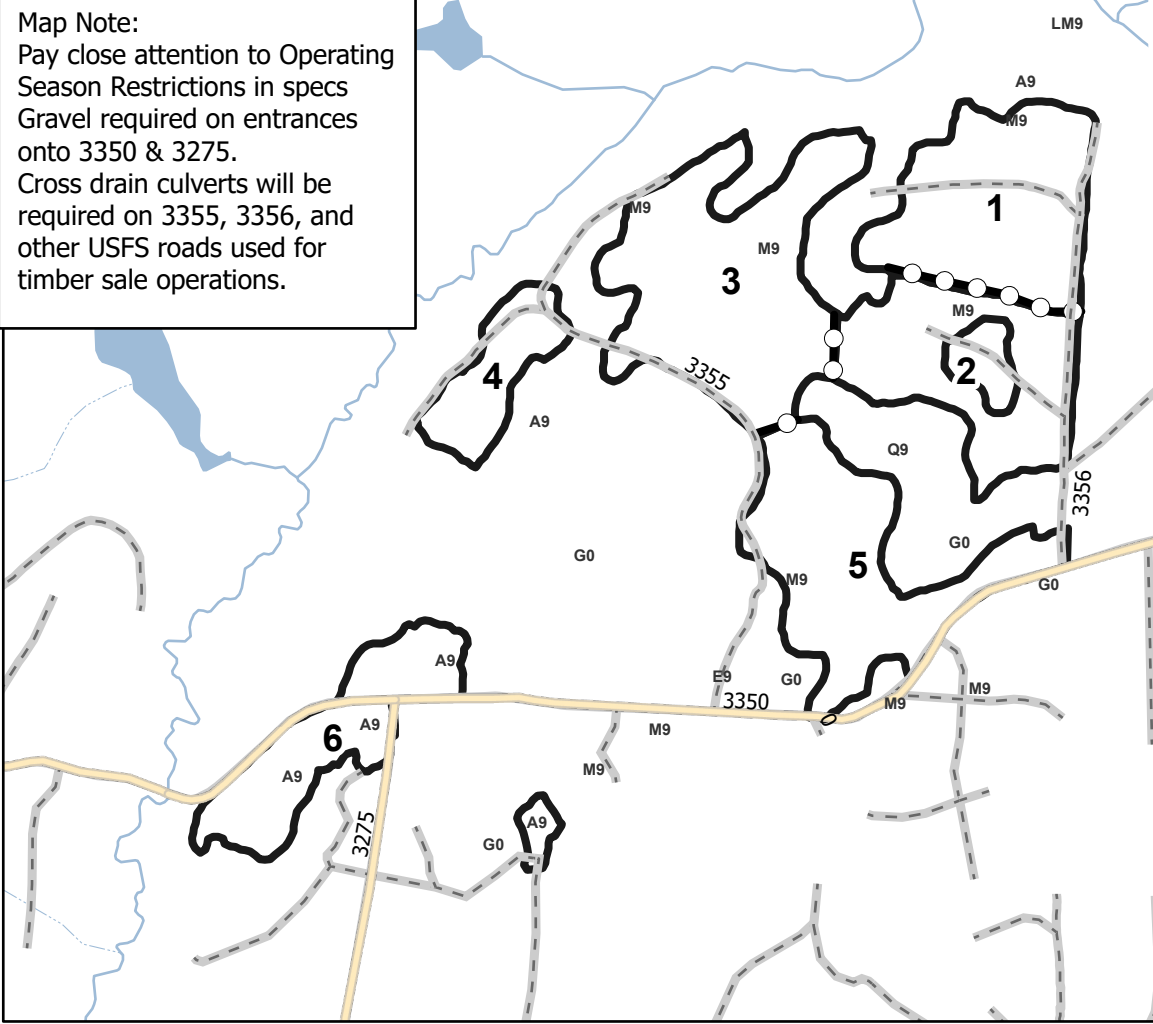 Map Note:
Pay close attention to Operating
Season Restrictions in specs
Gravel required on entrances
onto 3350 & 3275.
Cross drain culverts will be
required on 3355, 3356, and
other USFS roads used for
timber sale operations.
LM9
A9
M9
M9
1
M9
3
M9
3355
2
4
A9
Q9
3356
G0
G0
5
M9
G0
A9
E9
G0
M9
3350
M9
A9
M9
6
A9
M9
3275
A9
G0